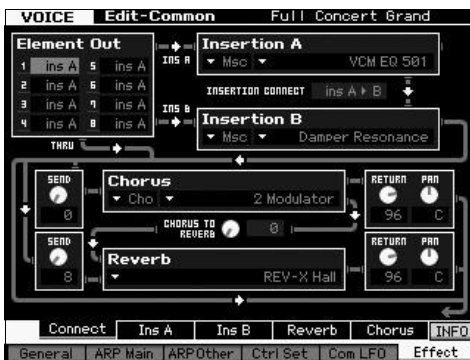 VOICE Edit-Common Full Concert Grand
Element Out
1 ins A 5 ins A
2 ins A 6 ins A
3 ins A 7 ins A
4 ins A 8 ins A
THRU
INS A
INS B
Insertion A
Msc VCM EQ 501
INSERTION CONNECT ins A▸B
Insertion B
Msc Damper Resonance
SEND
0
Chorus
Cho 2 Modulator
RETURN PAN
96 C
CHORUS TO REVERB 0
SEND
8
Reverb
REV-X Hall
RETURN PAN
96 C
Connect Ins A Ins B Reverb Chorus INFO
General ARP Main ARP Other Ctrl Set Com LFO Effect